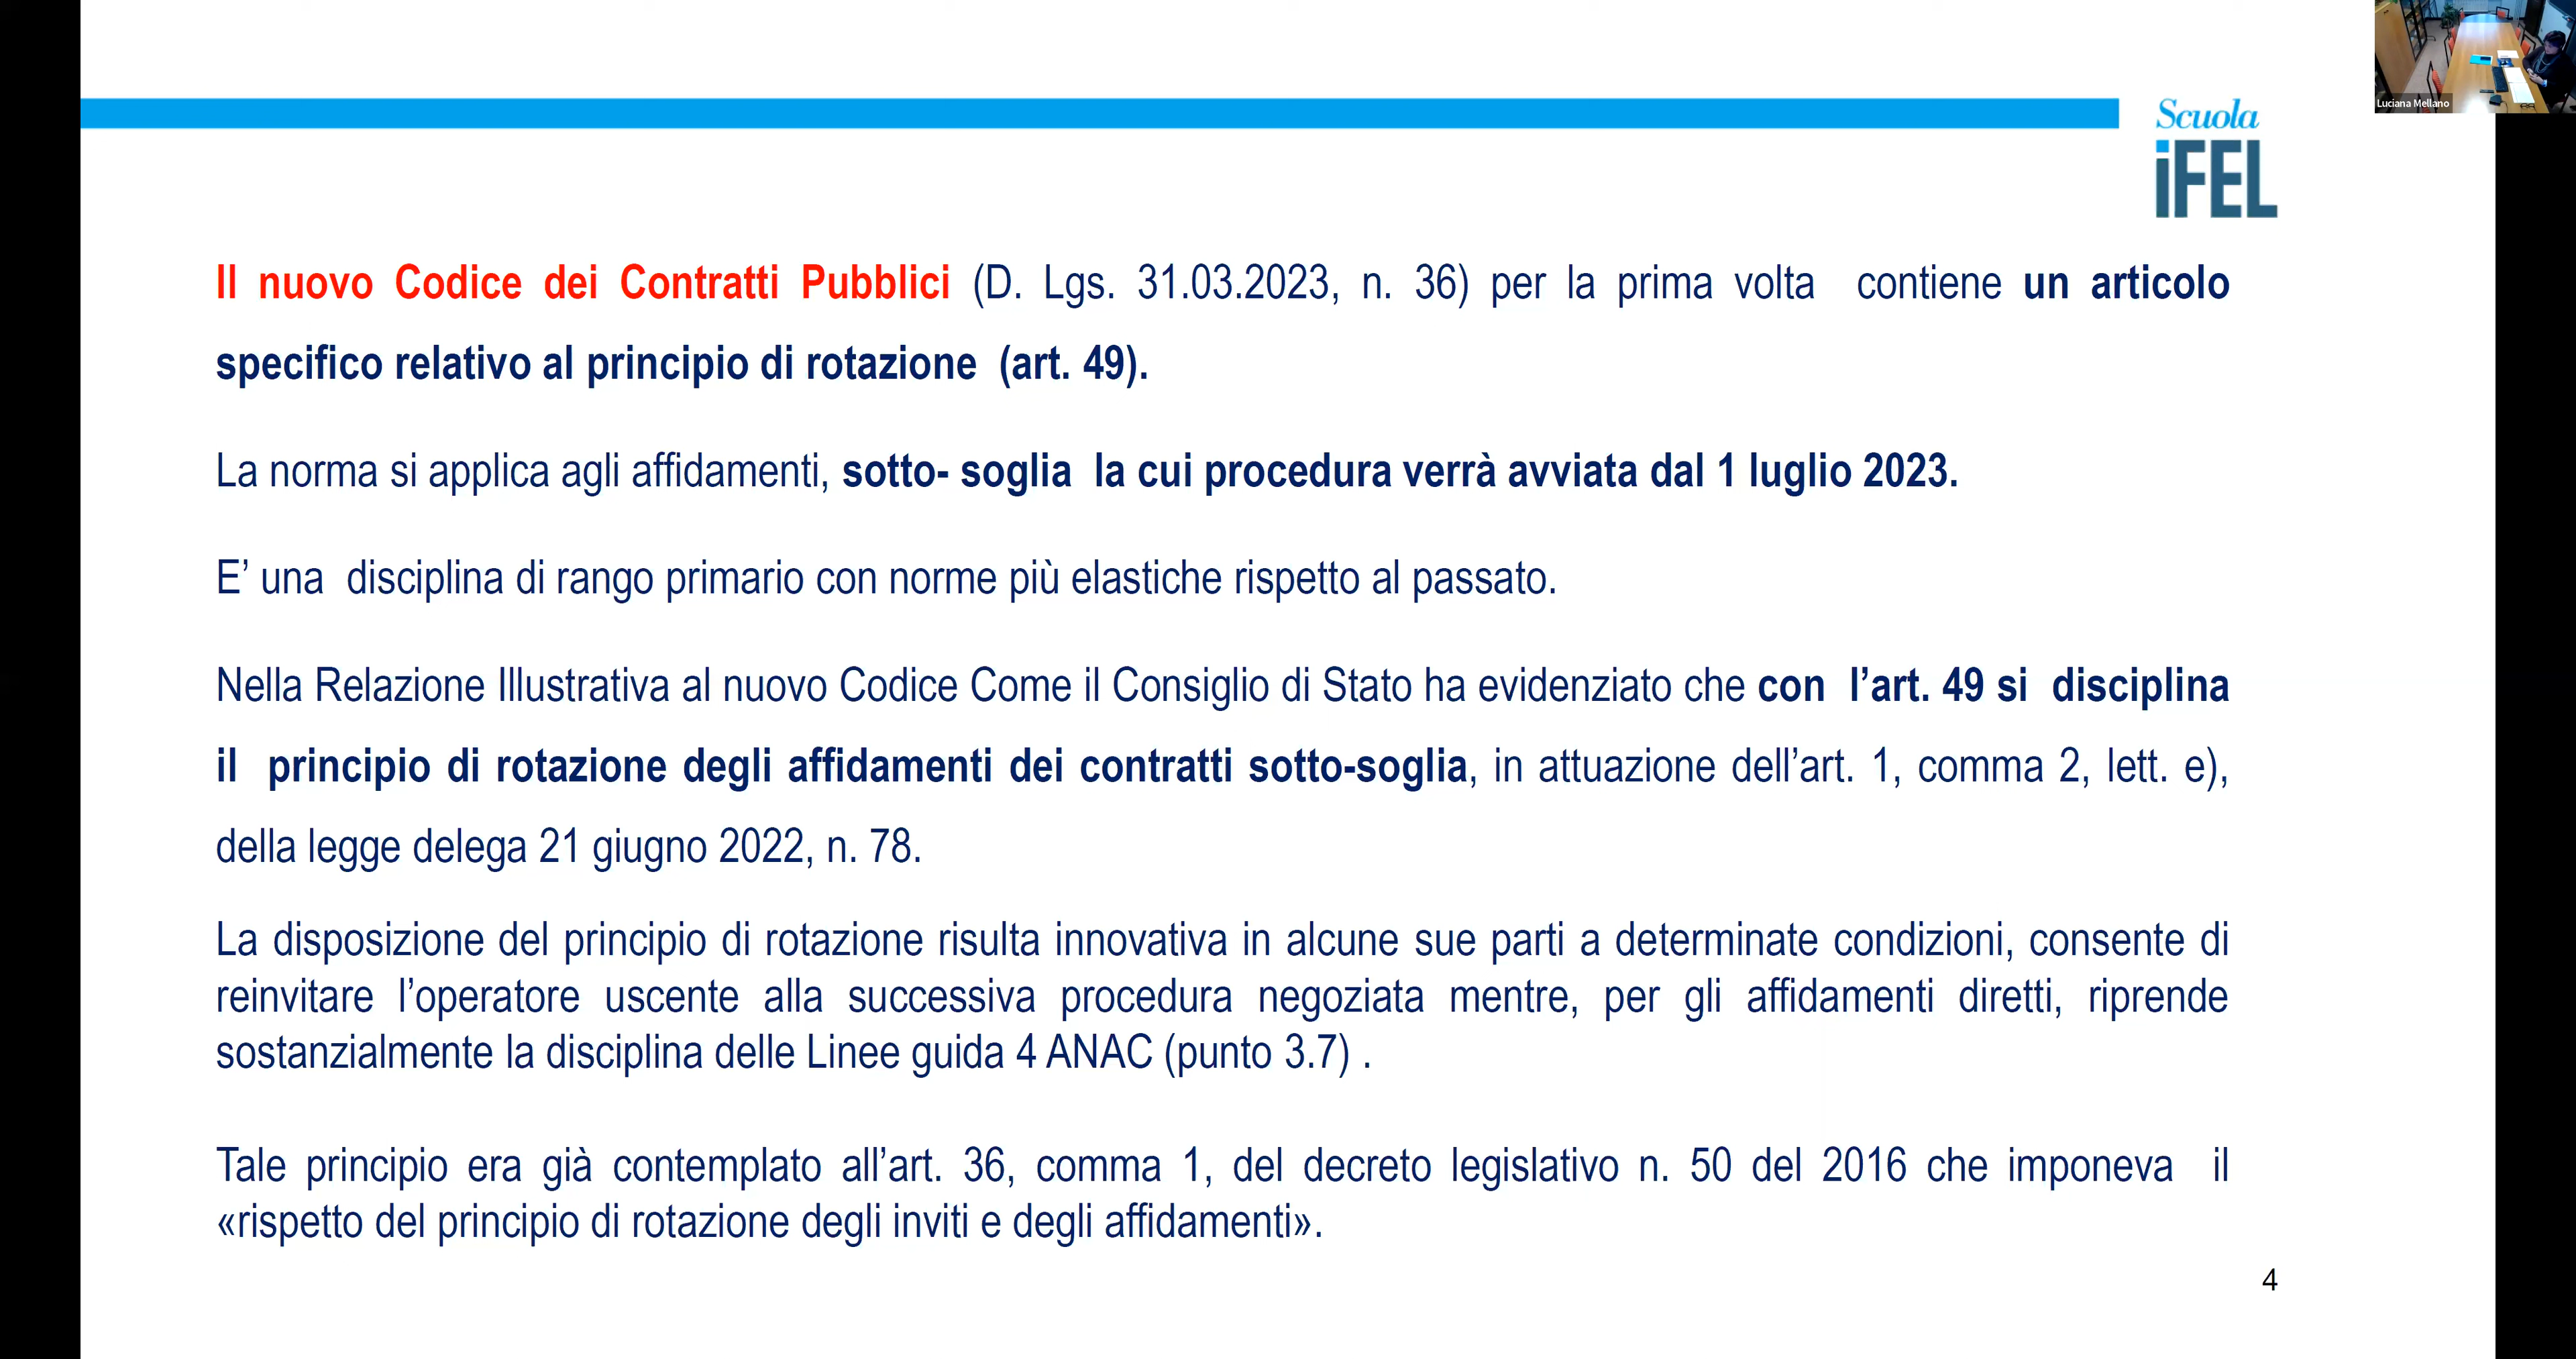 Luciana Mellano
Scuola
iFEL
Il nuovo Codice dei Contratti Pubblici (D. Lgs. 31.03.2023, n. 36) per la prima volta contiene un articolo
specifico relativo al principio di rotazione (art. 49).
La norma si applica agli affidamenti, sotto- soglia la cui procedura verrà avviata dal 1 luglio 2023.
E’ una disciplina di rango primario con norme più elastiche rispetto al passato.
Nella Relazione Illustrativa al nuovo Codice Come il Consiglio di Stato ha evidenziato che con l’art. 49 si disciplina
il principio di rotazione degli affidamenti dei contratti sotto-soglia, in attuazione dell’art. 1, comma 2, lett. e),
della legge delega 21 giugno 2022, n. 78.
La disposizione del principio di rotazione risulta innovativa in alcune sue parti a determinate condizioni, consente di
reinvitare l’operatore uscente alla successiva procedura negoziata mentre, per gli affidamenti diretti, riprende
sostanzialmente la disciplina delle Linee guida 4 ANAC (punto 3.7) .
Tale principio era già contemplato all’art. 36, comma 1, del decreto legislativo n. 50 del 2016 che imponeva il
«rispetto del principio di rotazione degli inviti e degli affidamenti».
4